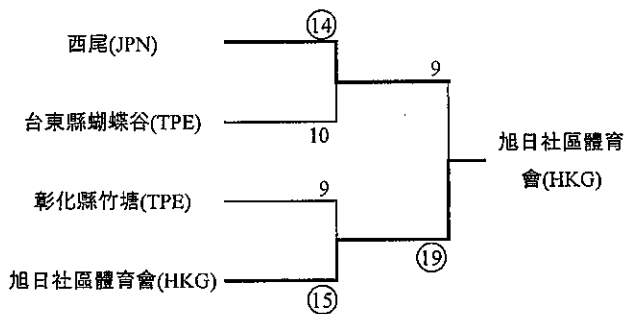 西尾(JPN)
⑭
台東縣蝴蝶谷(TPE)
10
9
彰化縣竹塘(TPE)
9
旭日社區體育會(HKG)
⑮
⑲
旭日社區體育
會(HKG)